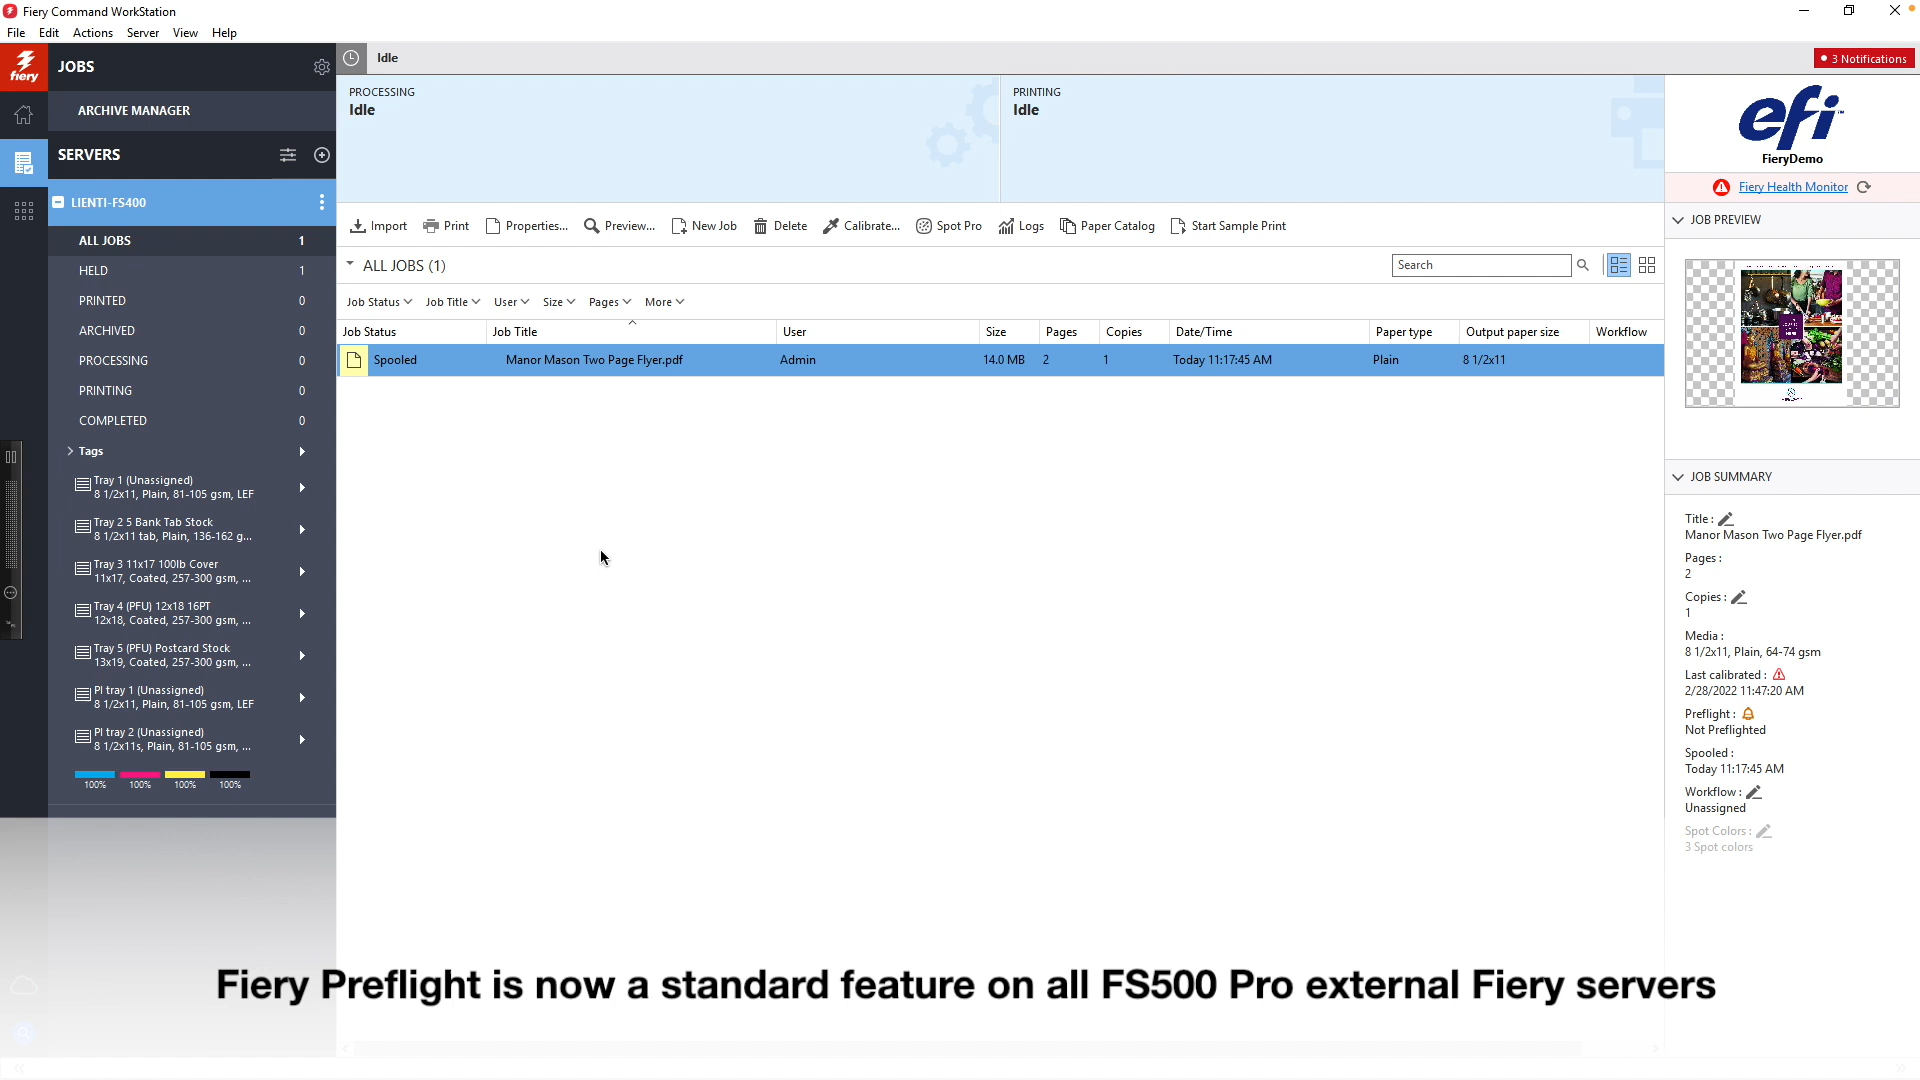 Fiery Command WorkStation
File Edit Actions Server View Help
fiery
JOBS
ARCHIVE MANAGER
SERVERS
LIENTI-FS400
ALL JOBS 1
HELD 1
PRINTED 0
ARCHIVED 0
PROCESSING 0
PRINTING 0
COMPLETED 0
Tags
Tray 1 (Unassigned)
8 1/2x11, Plain, 81-105 gsm, LEF
Tray 2 5 Bank Tab Stock
8 1/2x11 tab, Plain, 136-162 g...
Tray 3 11x17 100lb Cover
11x17, Coated, 257-300 gsm, ...
Tray 4 (PFU) 12x18 16PT
12x18, Coated, 257-300 gsm, ...
Tray 5 (PFU) Postcard Stock
13x19, Coated, 257-300 gsm, ...
PI tray 1 (Unassigned)
8 1/2x11, Plain, 81-105 gsm, LEF
PI tray 2 (Unassigned)
8 1/2x11s, Plain, 81-105 gsm, ...
100% 100% 100% 100%
Idle
3 Notifications
PROCESSING
Idle
PRINTING
Idle
Import Print Properties... Preview... New Job Delete Calibrate... Spot Pro Logs Paper Catalog Start Sample Print
ALL JOBS (1)
Search
Job Status Job Title User Size Pages More
Job Status Job Title User Size Pages Copies Date/Time Paper type Output paper size Workflow
Spooled Manor Mason Two Page Flyer.pdf Admin 14.0 MB 2 1 Today 11:17:45 AM Plain 8 1/2x11
efi
FieryDemo
Fiery Health Monitor
JOB PREVIEW
JOB SUMMARY
Title :
Manor Mason Two Page Flyer.pdf
Pages :
2
Copies :
1
Media :
8 1/2x11, Plain, 64-74 gsm
Last calibrated :
2/28/2022 11:47:20 AM
Preflight :
Not Preflighted
Spooled :
Today 11:17:45 AM
Workflow :
Unassigned
Spot Colors :
3 Spot colors
Fiery Preflight is now a standard feature on all FS500 Pro external Fiery servers